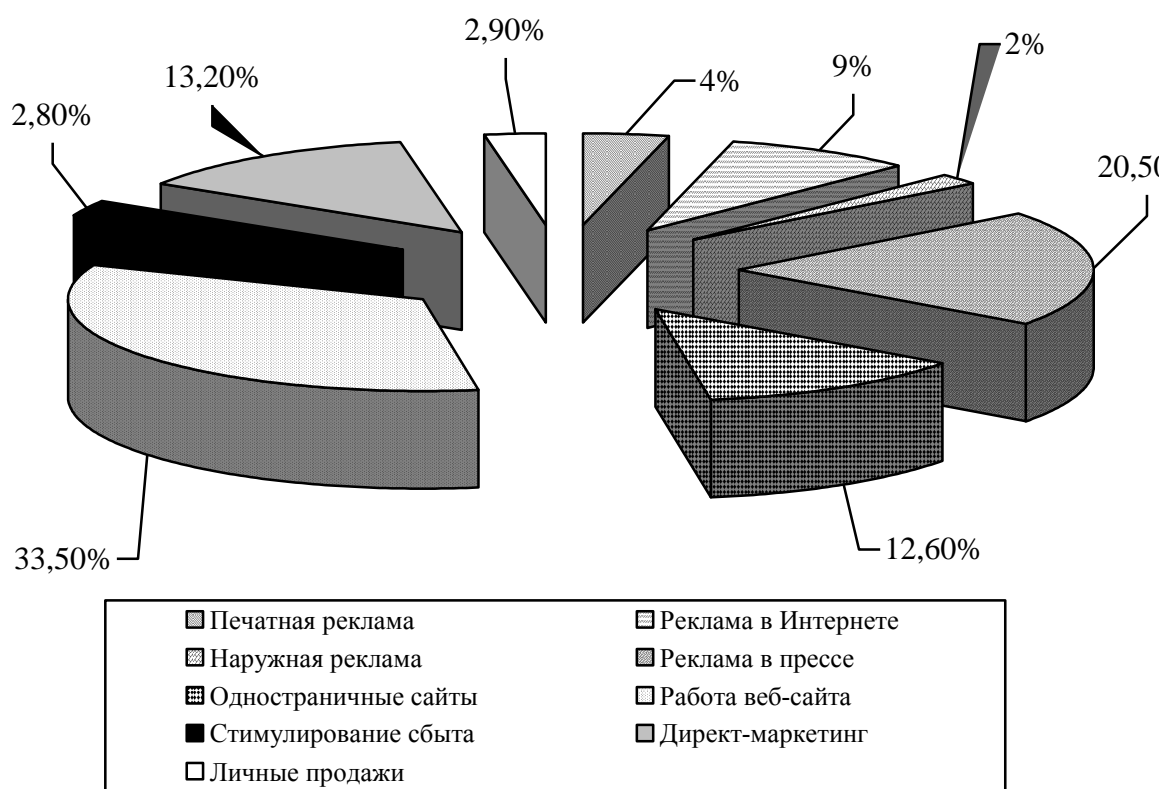 2,90%
2%
4%
9%
13,20%
2,80%
20,50
33,50%
12,60%
Печатная реклама
Реклама в Интернете
Наружная реклама
Реклама в прессе
Одностраничные сайты
Работа веб-сайта
Стимулирование сбыта
Директ-маркетинг
Личные продажи